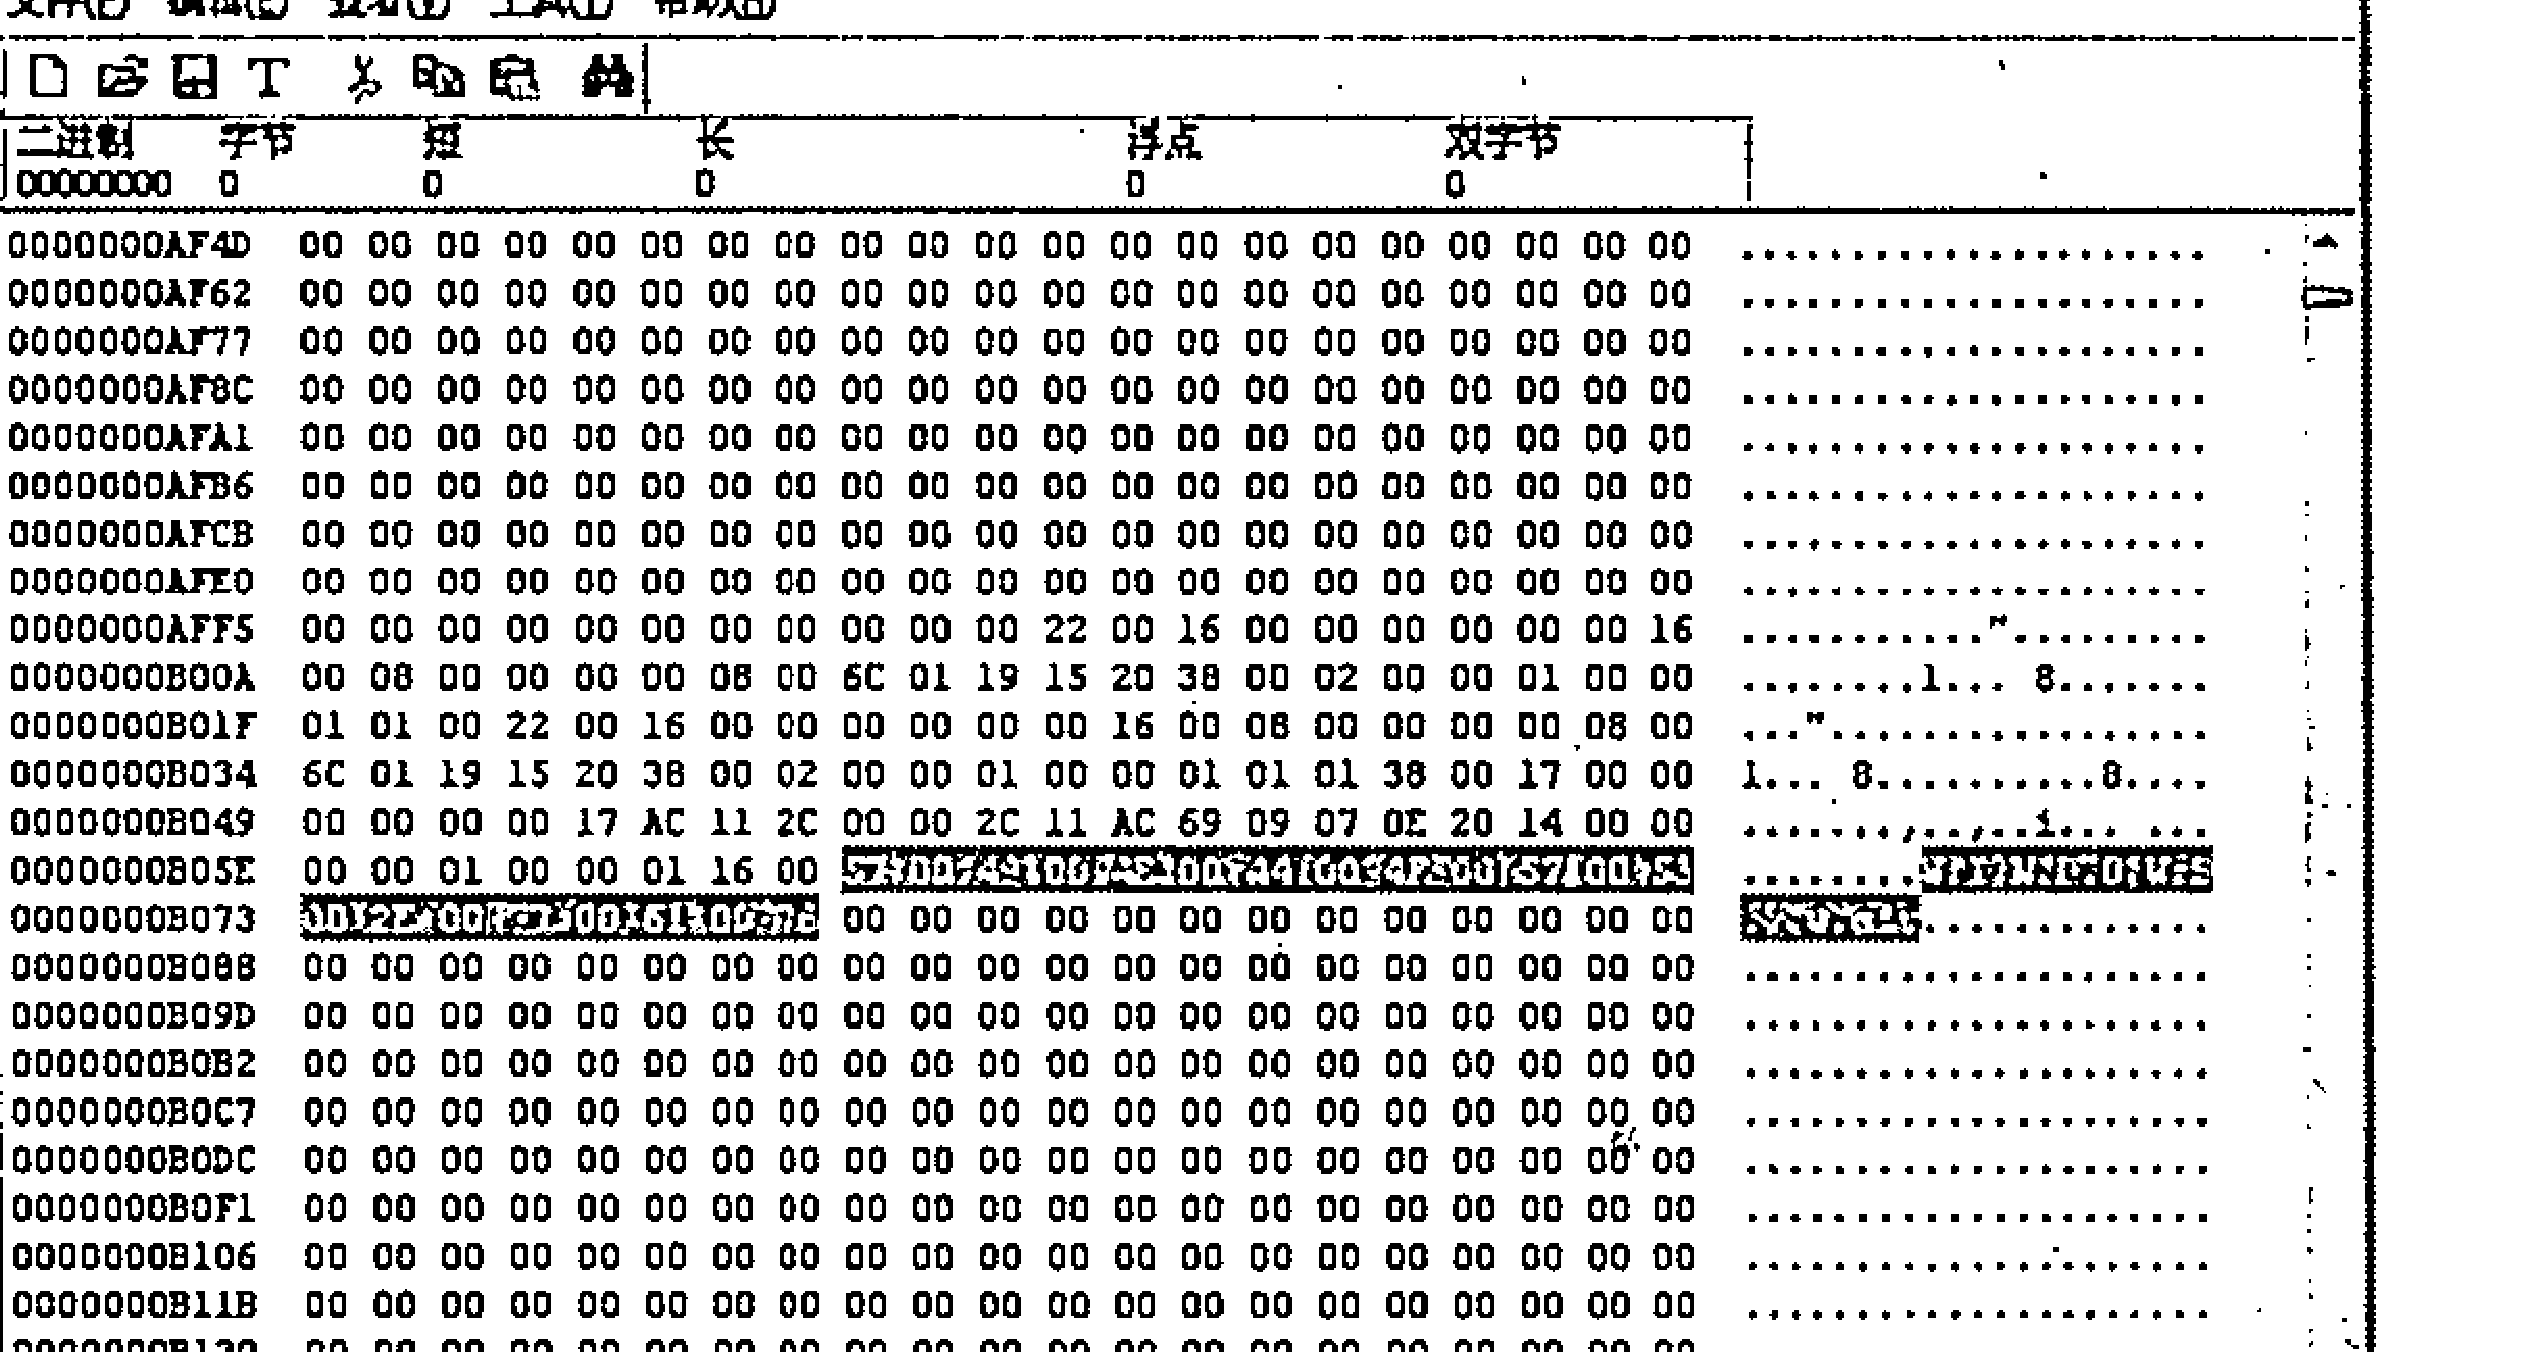 文件(F) 编辑(E) 查看(V) 工具(T) 帮助(H)
二进制 字节 短 长 浮点 双字节
00000000 0 0 0 0 0
0000000AF4D 00 00 00 00 00 00 00 00 00 00 00 00 00 00 00 00 00 00 00 00 00 .....................
0000000AF62 00 00 00 00 00 00 00 00 00 00 00 00 00 00 00 00 00 00 00 00 00 .....................
0000000AF77 00 00 00 00 00 00 00 00 00 00 00 00 00 00 00 00 00 00 00 00 00 .....................
0000000AF8C 00 00 00 00 00 00 00 00 00 00 00 00 00 00 00 00 00 00 00 00 00 .....................
0000000AFA1 00 00 00 00 00 00 00 00 00 00 00 00 00 00 00 00 00 00 00 00 00 .....................
0000000AFB6 00 00 00 00 00 00 00 00 00 00 00 00 00 00 00 00 00 00 00 00 00 .....................
0000000AFCB 00 00 00 00 00 00 00 00 00 00 00 00 00 00 00 00 00 00 00 00 00 .....................
0000000AFE0 00 00 00 00 00 00 00 00 00 00 00 00 00 00 00 00 00 00 00 00 00 .....................
0000000AFF5 00 00 00 00 00 00 00 00 00 00 00 22 00 16 00 00 00 00 00 00 16 ...........".........
0000000B00A 00 08 00 00 00 00 08 00 6C 01 19 15 20 38 00 02 00 00 01 00 00 ........l... 8.......
0000000B01F 01 01 00 22 00 16 00 00 00 00 00 00 16 00 08 00 00 00 00 08 00 ...".................
0000000B034 6C 01 19 15 20 38 00 02 00 00 01 00 00 01 01 01 38 00 17 00 00 l... 8..........8....
0000000B049 00 00 00 00 17 AC 11 2C 00 00 2C 11 AC 69 09 07 0E 20 14 00 00 .......,..,..i... ...
0000000B05E 00 00 01 00 00 01 16 00
0000000B073 00 00 00 00 00 00 00 00 00 00 00 00 00 .............
0000000B088 00 00 00 00 00 00 00 00 00 00 00 00 00 00 00 00 00 00 00 00 00 .....................
0000000B09D 00 00 00 00 00 00 00 00 00 00 00 00 00 00 00 00 00 00 00 00 00 .....................
0000000B0B2 00 00 00 00 00 00 00 00 00 00 00 00 00 00 00 00 00 00 00 00 00 .....................
0000000B0C7 00 00 00 00 00 00 00 00 00 00 00 00 00 00 00 00 00 00 00 00 00 .....................
0000000B0DC 00 00 00 00 00 00 00 00 00 00 00 00 00 00 00 00 00 00 00 00 00 .....................
0000000B0F1 00 00 00 00 00 00 00 00 00 00 00 00 00 00 00 00 00 00 00 00 00 .....................
0000000B106 00 00 00 00 00 00 00 00 00 00 00 00 00 00 00 00 00 00 00 00 00 .....................
0000000B11B 00 00 00 00 00 00 00 00 00 00 00 00 00 00 00 00 00 00 00 00 00 .....................